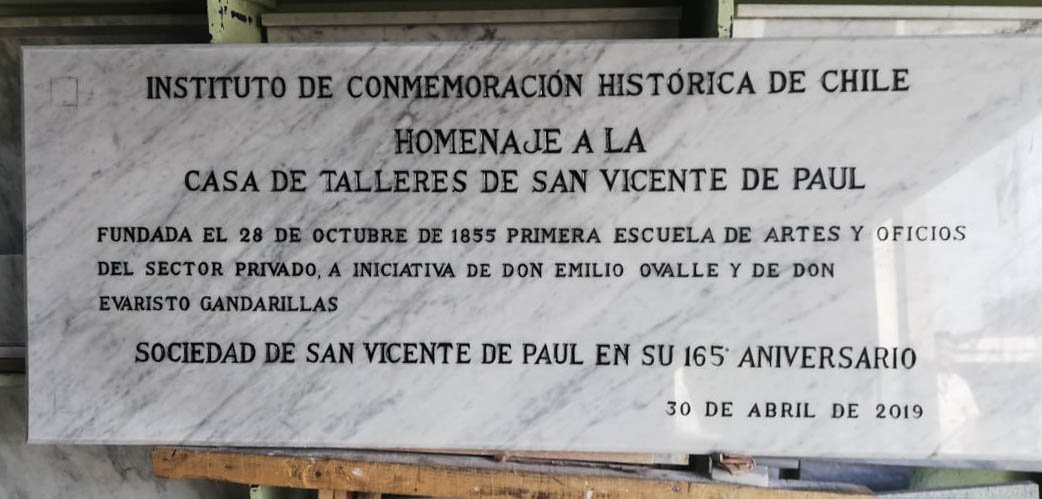 INSTITUTO DE CONMEMORACIÓN HISTÓRICA DE CHILE
HOMENAJE A LA
CASA DE TALLERES DE SAN VICENTE DE PAUL
FUNDADA EL 28 DE OCTUBRE DE 1855 PRIMERA ESCUELA DE ARTES Y OFICIOS
DEL SECTOR PRIVADO, A INICIATIVA DE DON EMILIO OVALLE Y DE DON
EVARISTO GANDARILLAS
SOCIEDAD DE SAN VICENTE DE PAUL EN SU 165° ANIVERSARIO
30 DE ABRIL DE 2019